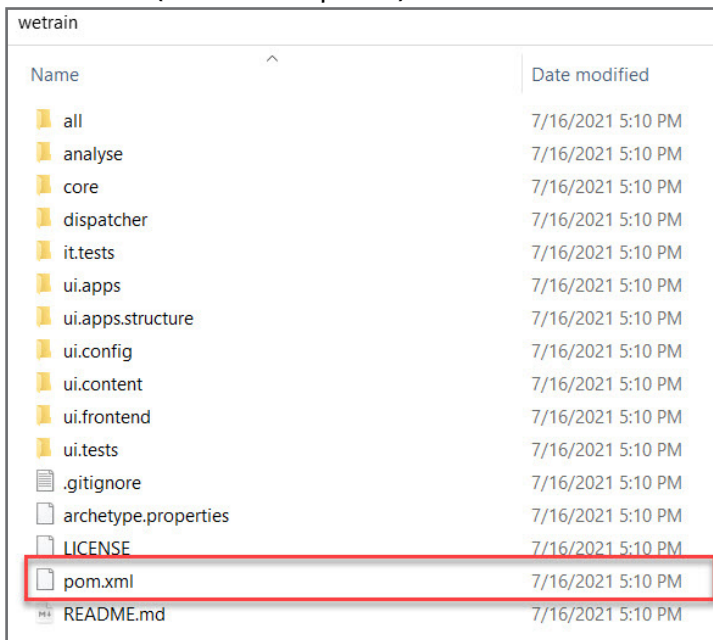 wetrain
Name Date modified
all 7/16/2021 5:10 PM
analyse 7/16/2021 5:10 PM
core 7/16/2021 5:10 PM
dispatcher 7/16/2021 5:10 PM
it.tests 7/16/2021 5:10 PM
ui.apps 7/16/2021 5:10 PM
ui.apps.structure 7/16/2021 5:10 PM
ui.config 7/16/2021 5:10 PM
ui.content 7/16/2021 5:10 PM
ui.frontend 7/16/2021 5:10 PM
ui.tests 7/16/2021 5:10 PM
.gitignore 7/16/2021 5:10 PM
archetype.properties 7/16/2021 5:10 PM
LICENSE 7/16/2021 5:10 PM
pom.xml 7/16/2021 5:10 PM
README.md 7/16/2021 5:10 PM